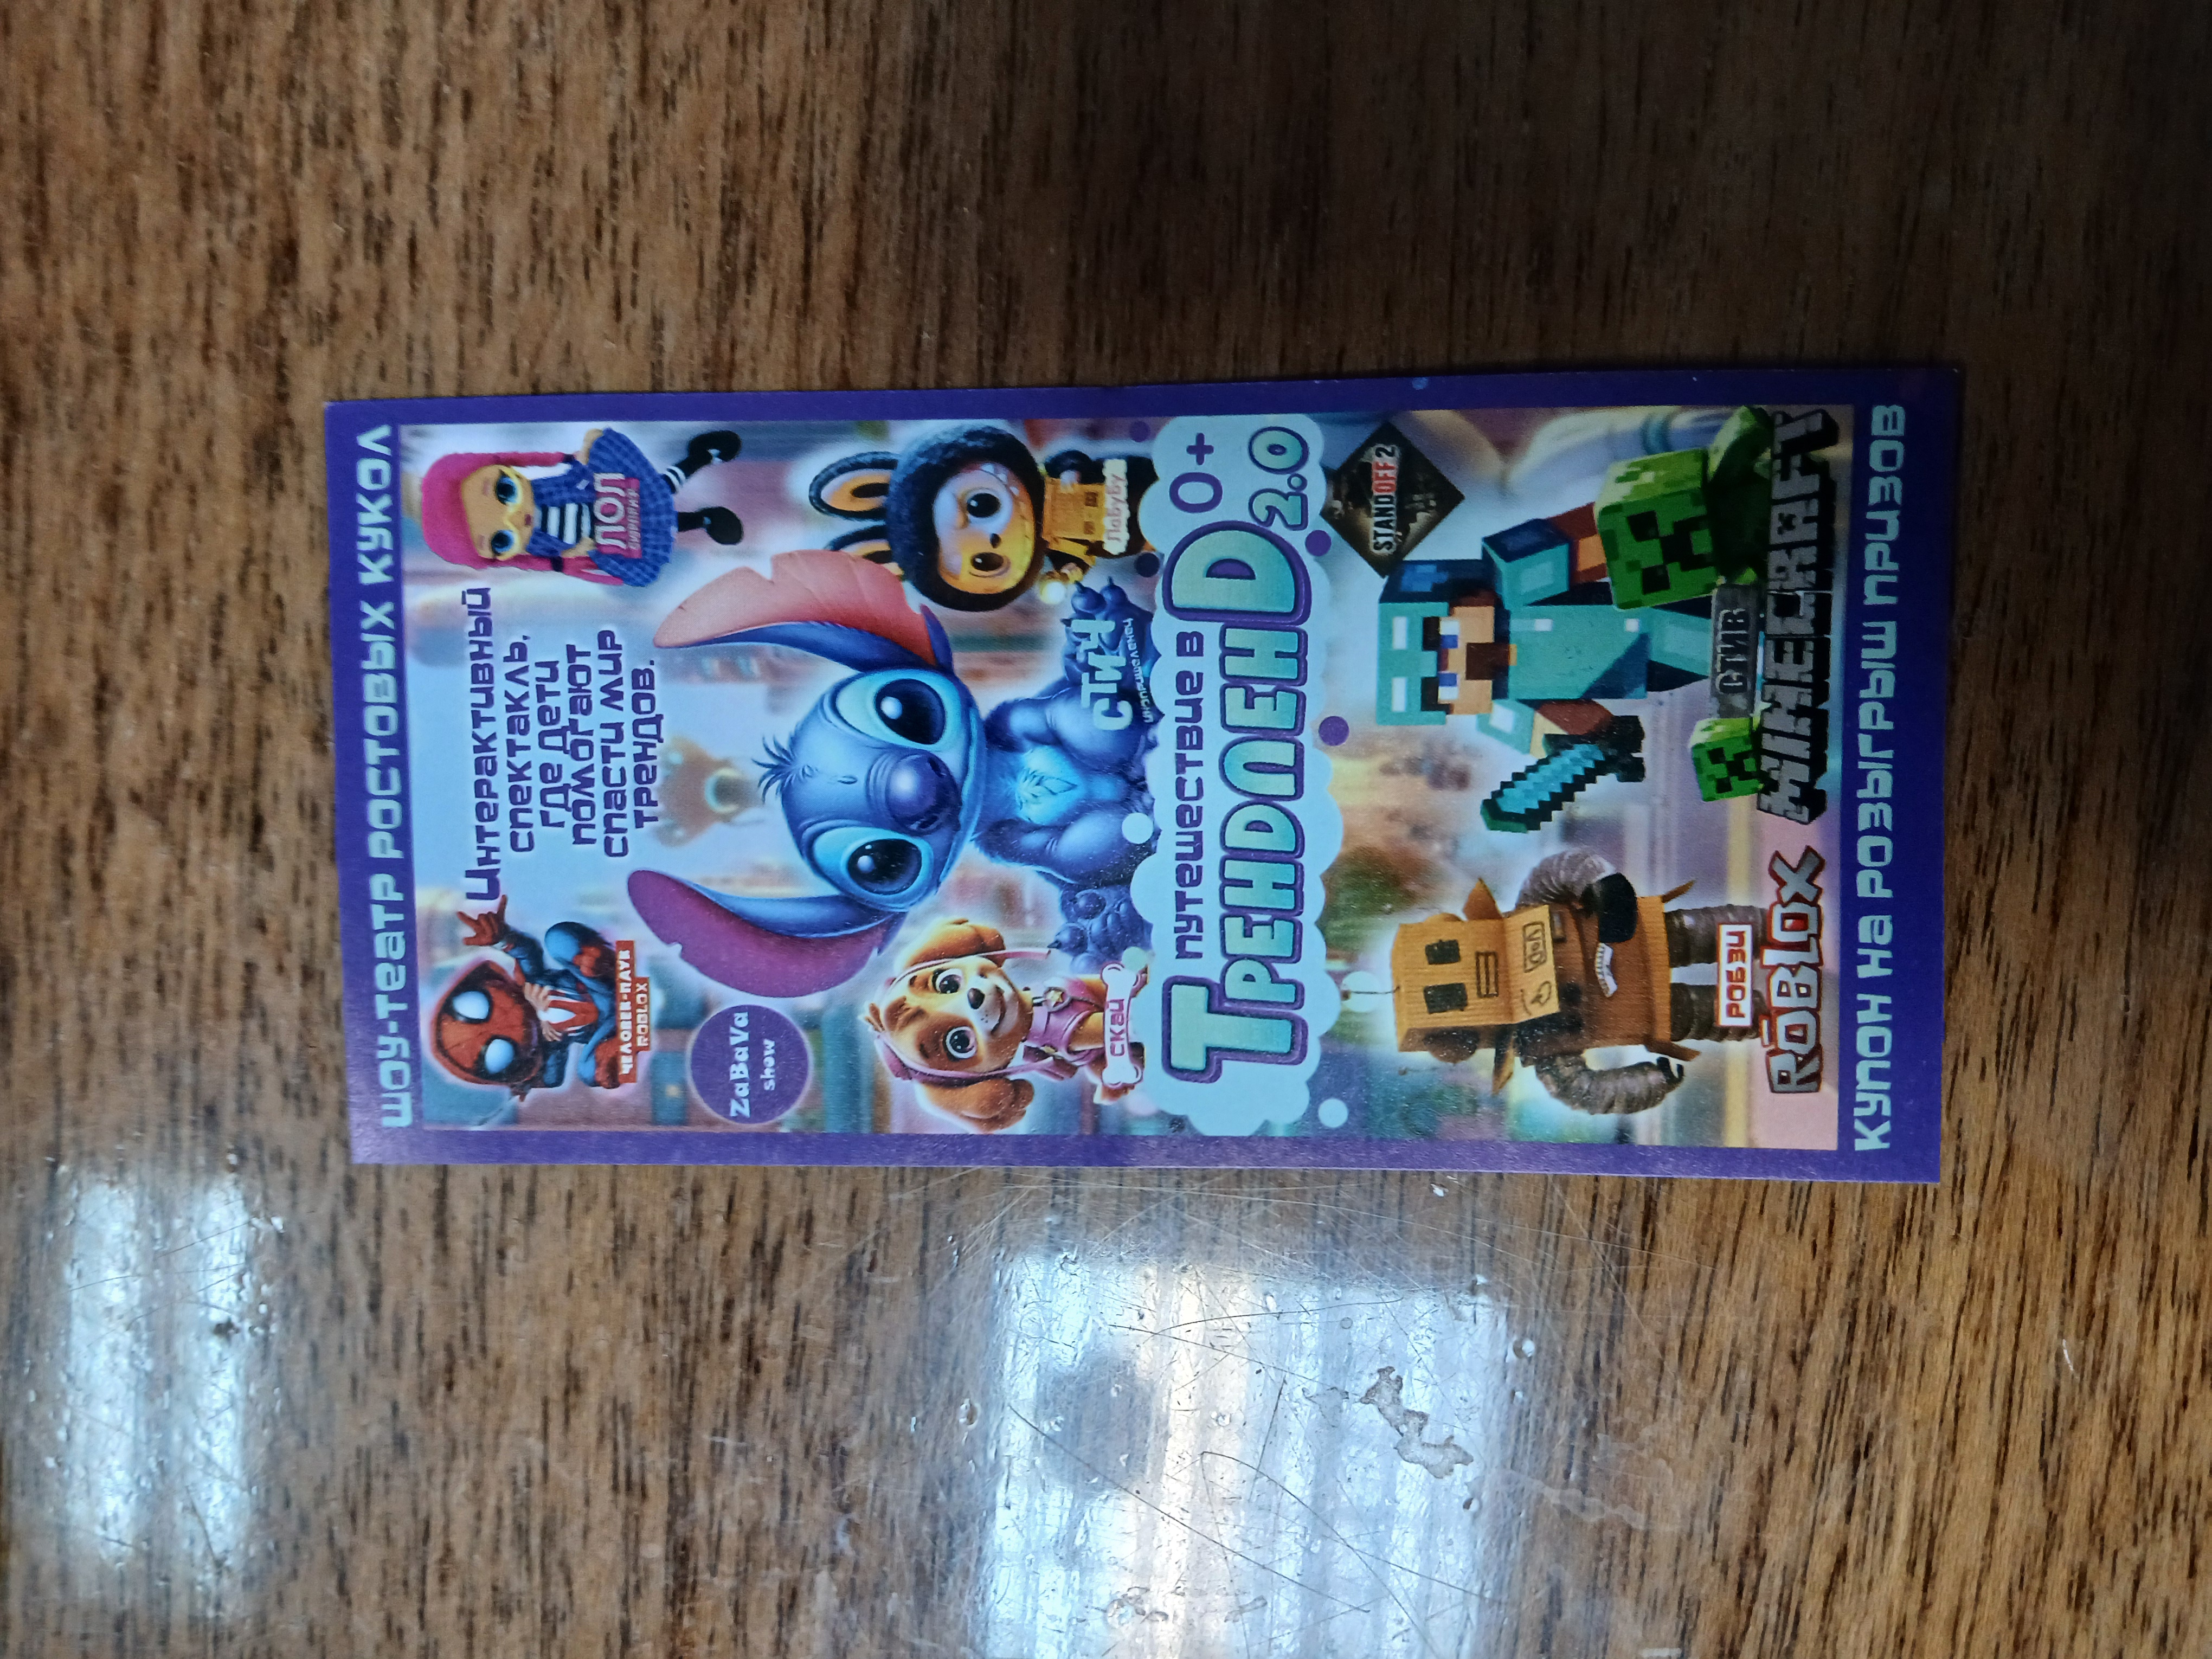 ШОУ-ТЕАТР РОСТОВЫХ КУКОЛ
Интерактивный
спектакль,
где дети
помогают
спасти мир
трендов.
ЧЕЛОВЕК-ПАУК
ROBLOX
ЛОЛ
ZaBaVa
show
Лабубу
СТИЧ
СКАЙ
путешествие в
0+
ТРЕНДЛЕНD
2.0
STANDOFF 2
СТИВ
MINECRAFT
РОБЗИ
RŌBLOX
КУПОН НА РОЗЫГРЫШ ПРИЗОВ